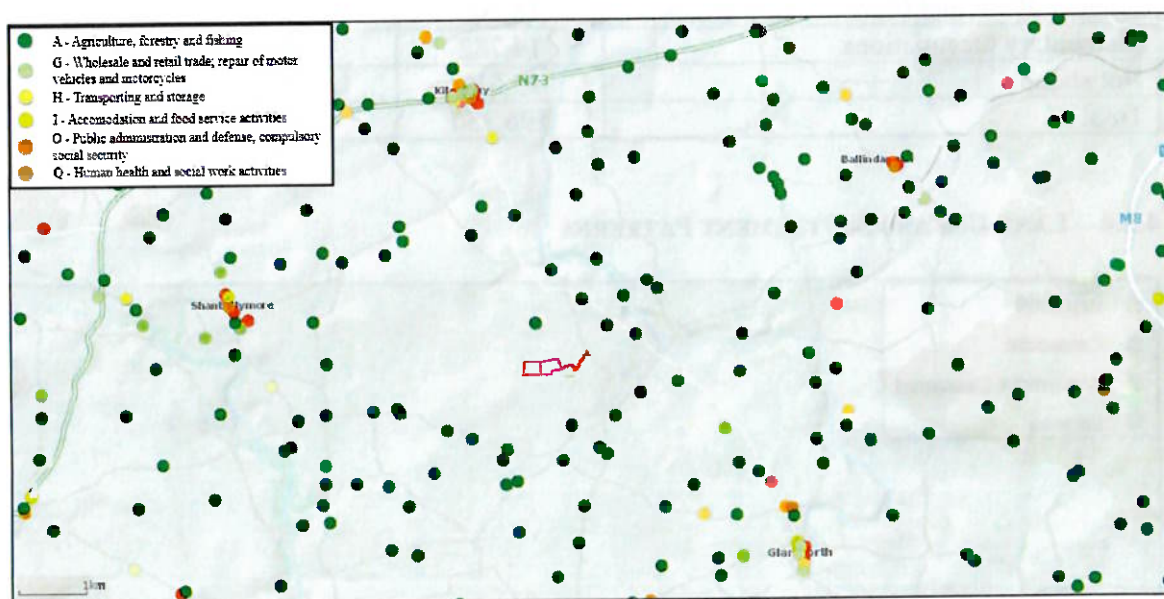 A - Agriculture, forestry and fishing
G - Wholesale and retail trade; repair of motor
vehicles and motorcycles
H - Transporting and storage
I - Accomodation and food service activities
O - Public administration and defense, compulsory
social security
Q - Human health and social work activities
N73
M8
1km